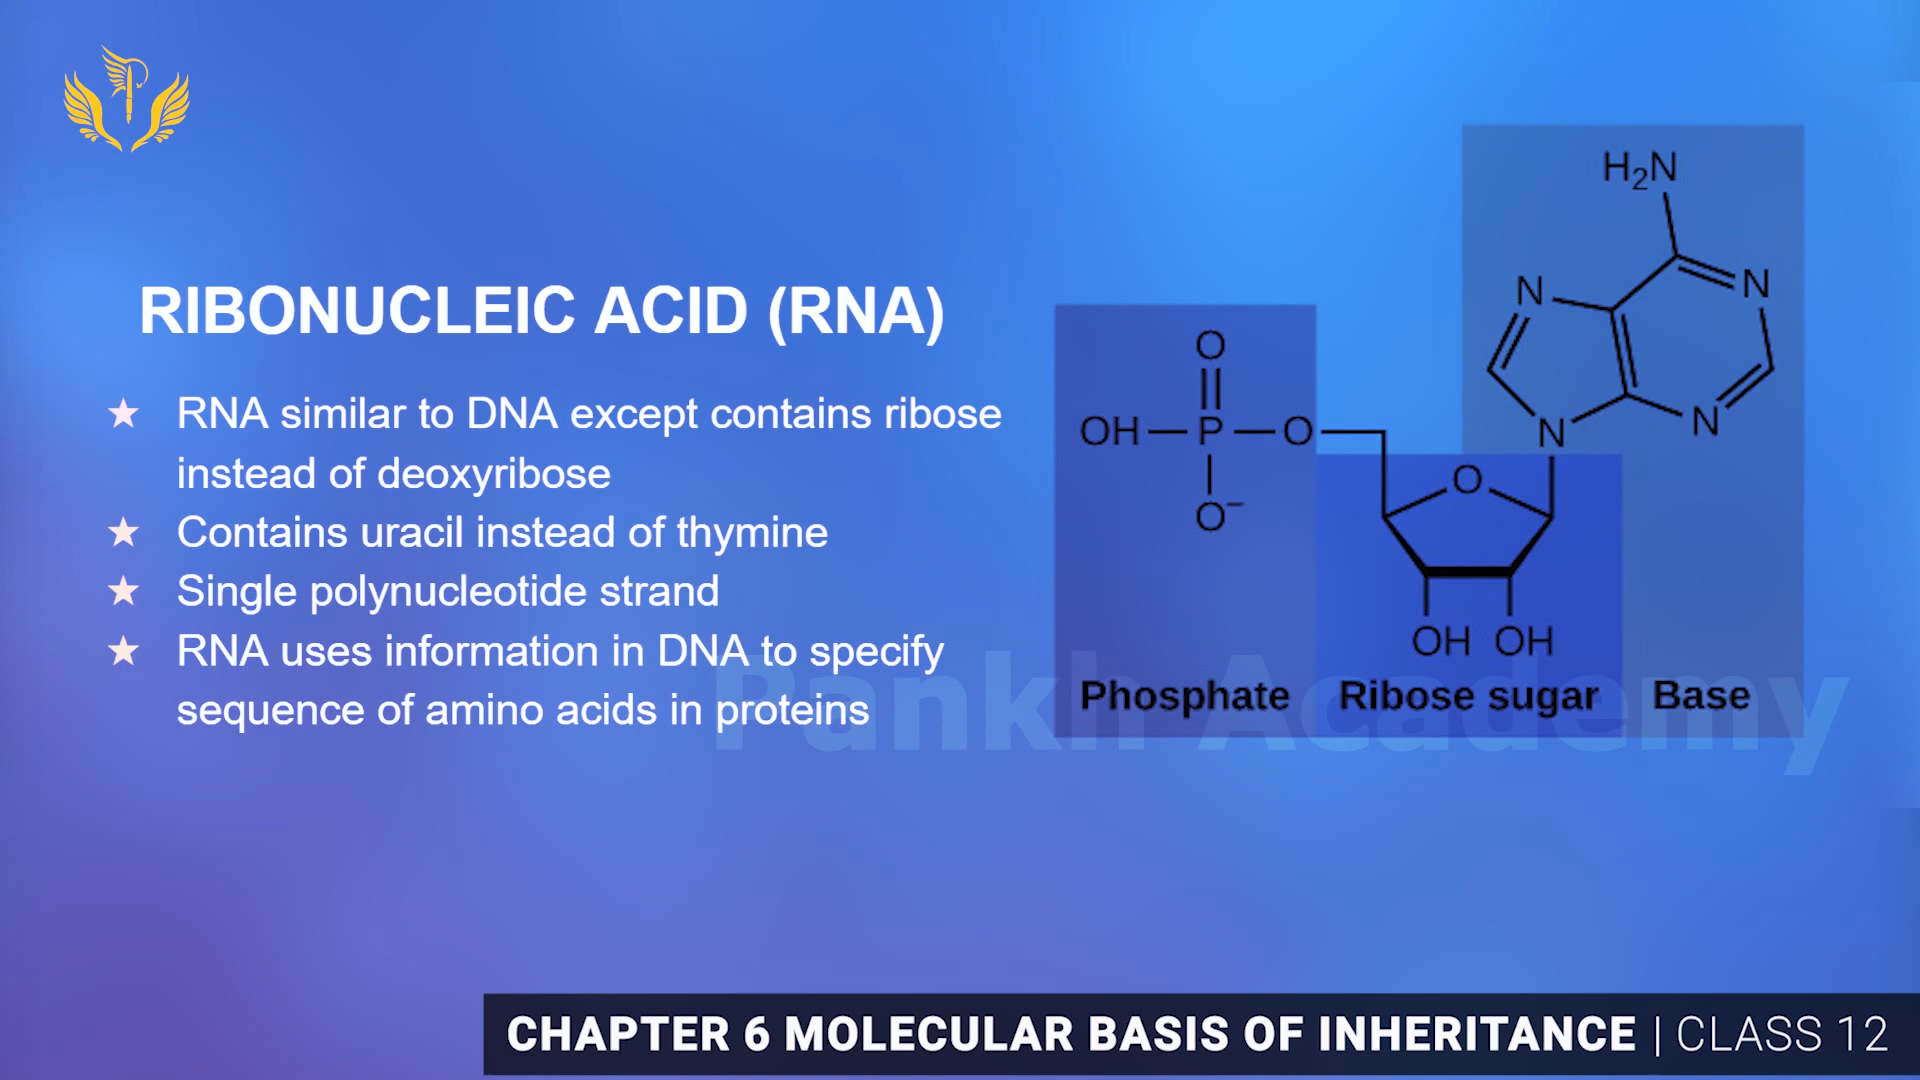 RIBONUCLEIC ACID (RNA)
★ RNA similar to DNA except contains ribose
instead of deoxyribose
★ Contains uracil instead of thymine
★ Single polynucleotide strand
★ RNA uses information in DNA to specify
sequence of amino acids in proteins
H₂N
N
N
N
N
O
OH
P
O
O⁻
O
OH OH
Phosphate
Ribose sugar
Base
Pankh Academy
CHAPTER 6 MOLECULAR BASIS OF INHERITANCE | CLASS 12